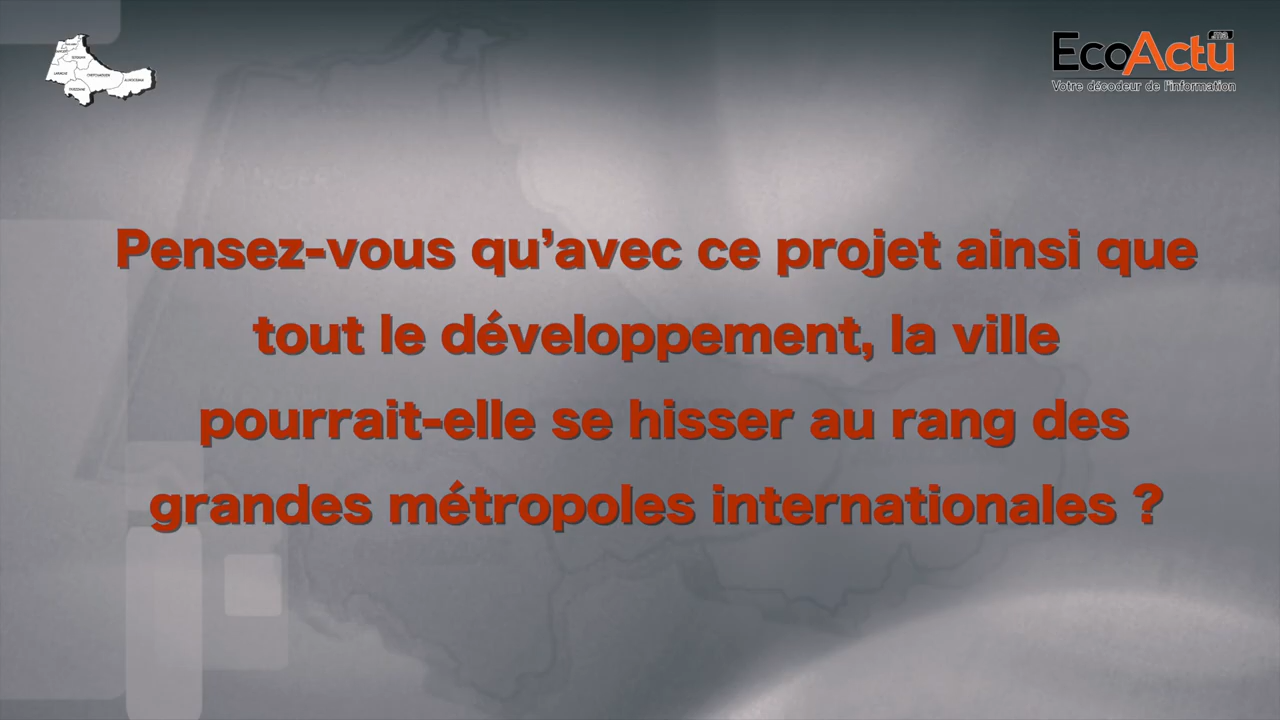 EcoActu
.ma
Votre décodeur de l'information
Pensez-vous qu’avec ce projet ainsi que
tout le développement, la ville
pourrait-elle se hisser au rang des
grandes métropoles internationales ?